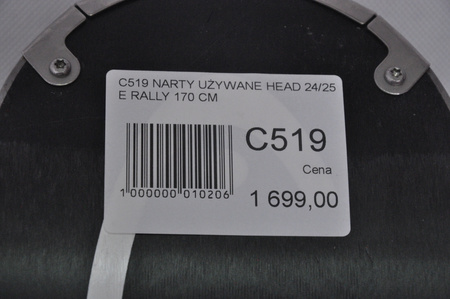 C519 NARTY UŻYWANE HEAD 24/25
E RALLY 170 CM
C519
Cena
1 000000 010206
1 699,00